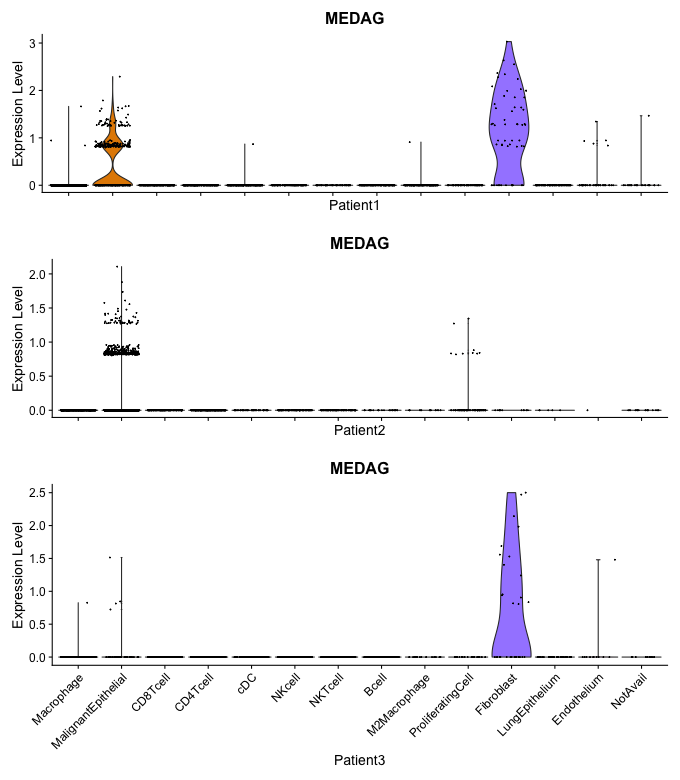 MEDAG
Expression Level
3
2
1
0
Patient1
MEDAG
Expression Level
2.0
1.5
1.0
0.5
0.0
Patient2
MEDAG
Expression Level
2.5
2.0
1.5
1.0
0.5
0.0
Macrophage
MalignantEpithelial
CD8Tcell
CD4Tcell
cDC
NKcell
NKTcell
Bcell
M2Macrophage
ProliferatingCell
Fibroblast
LungEpithelium
Endothelium
NotAvail
Patient3